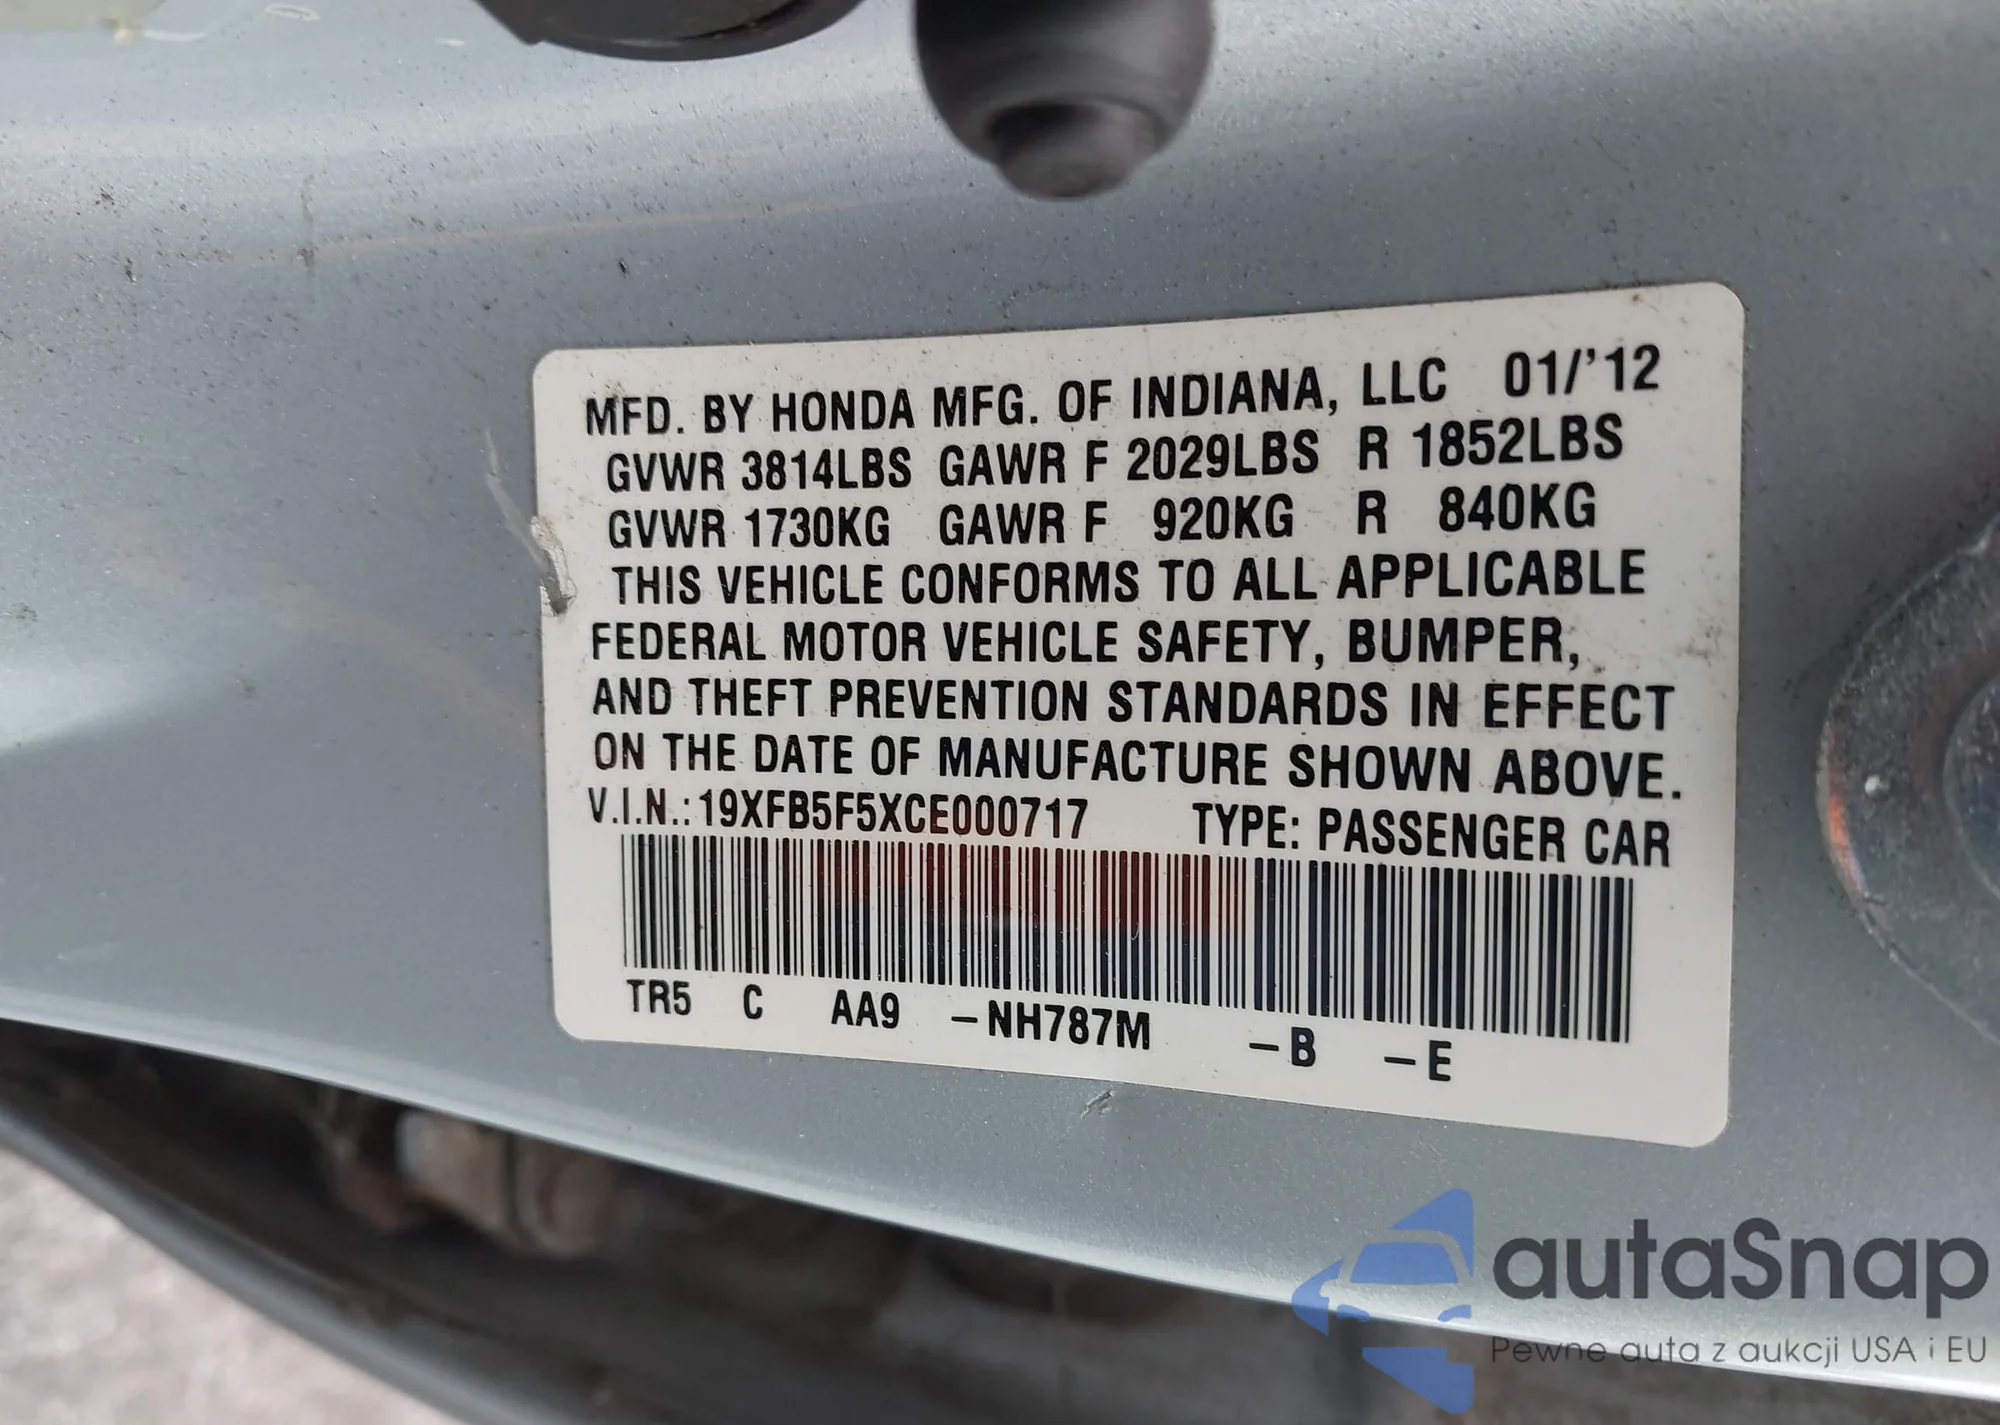 MFD. BY HONDA MFG. OF INDIANA, LLC 01/'12
GVWR 3814LBS GAWR F 2029LBS R 1852LBS
GVWR 1730KG GAWR F 920KG R 840KG
THIS VEHICLE CONFORMS TO ALL APPLICABLE
FEDERAL MOTOR VEHICLE SAFETY, BUMPER,
AND THEFT PREVENTION STANDARDS IN EFFECT
ON THE DATE OF MANUFACTURE SHOWN ABOVE.
V.I.N.: 19XFB5F5XCE000717 TYPE: PASSENGER CAR
TR5 C AA9 -NH787M -B -E
autaSnap
Pewne auta z aukcji USA i EU